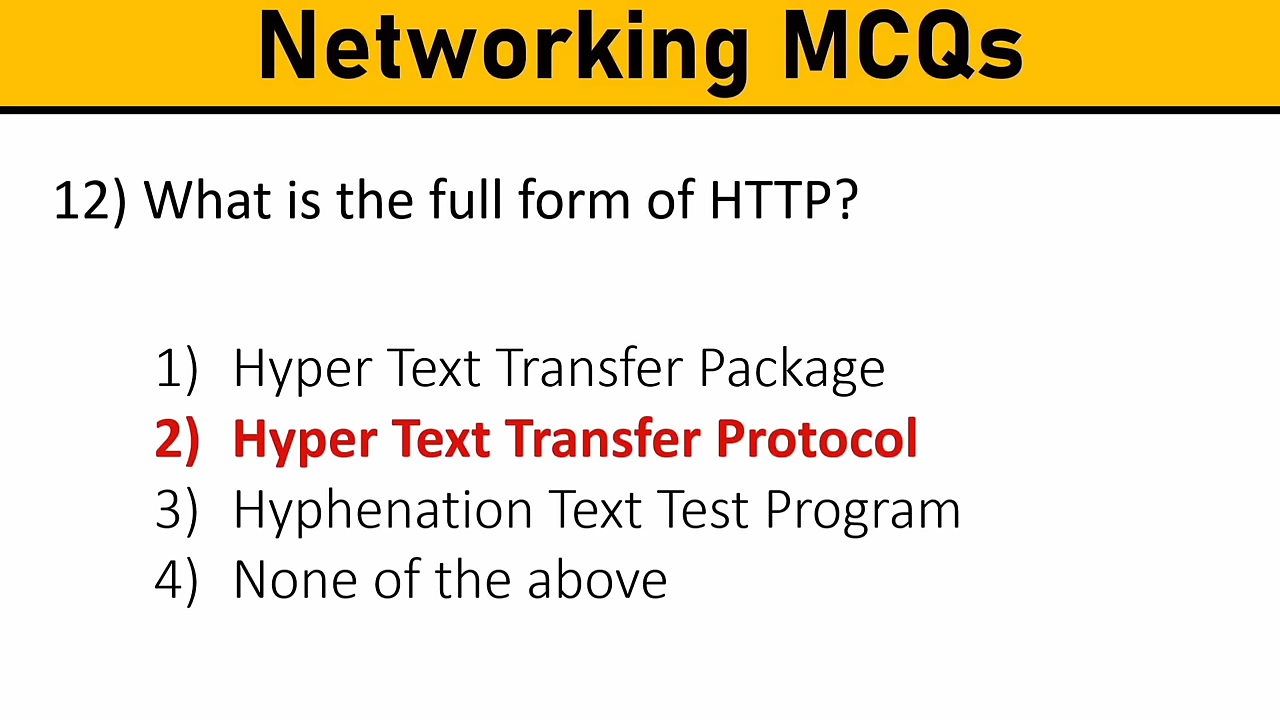 Networking MCQs
12) What is the full form of HTTP?
1) Hyper Text Transfer Package
2) Hyper Text Transfer Protocol
3) Hyphenation Text Test Program
4) None of the above